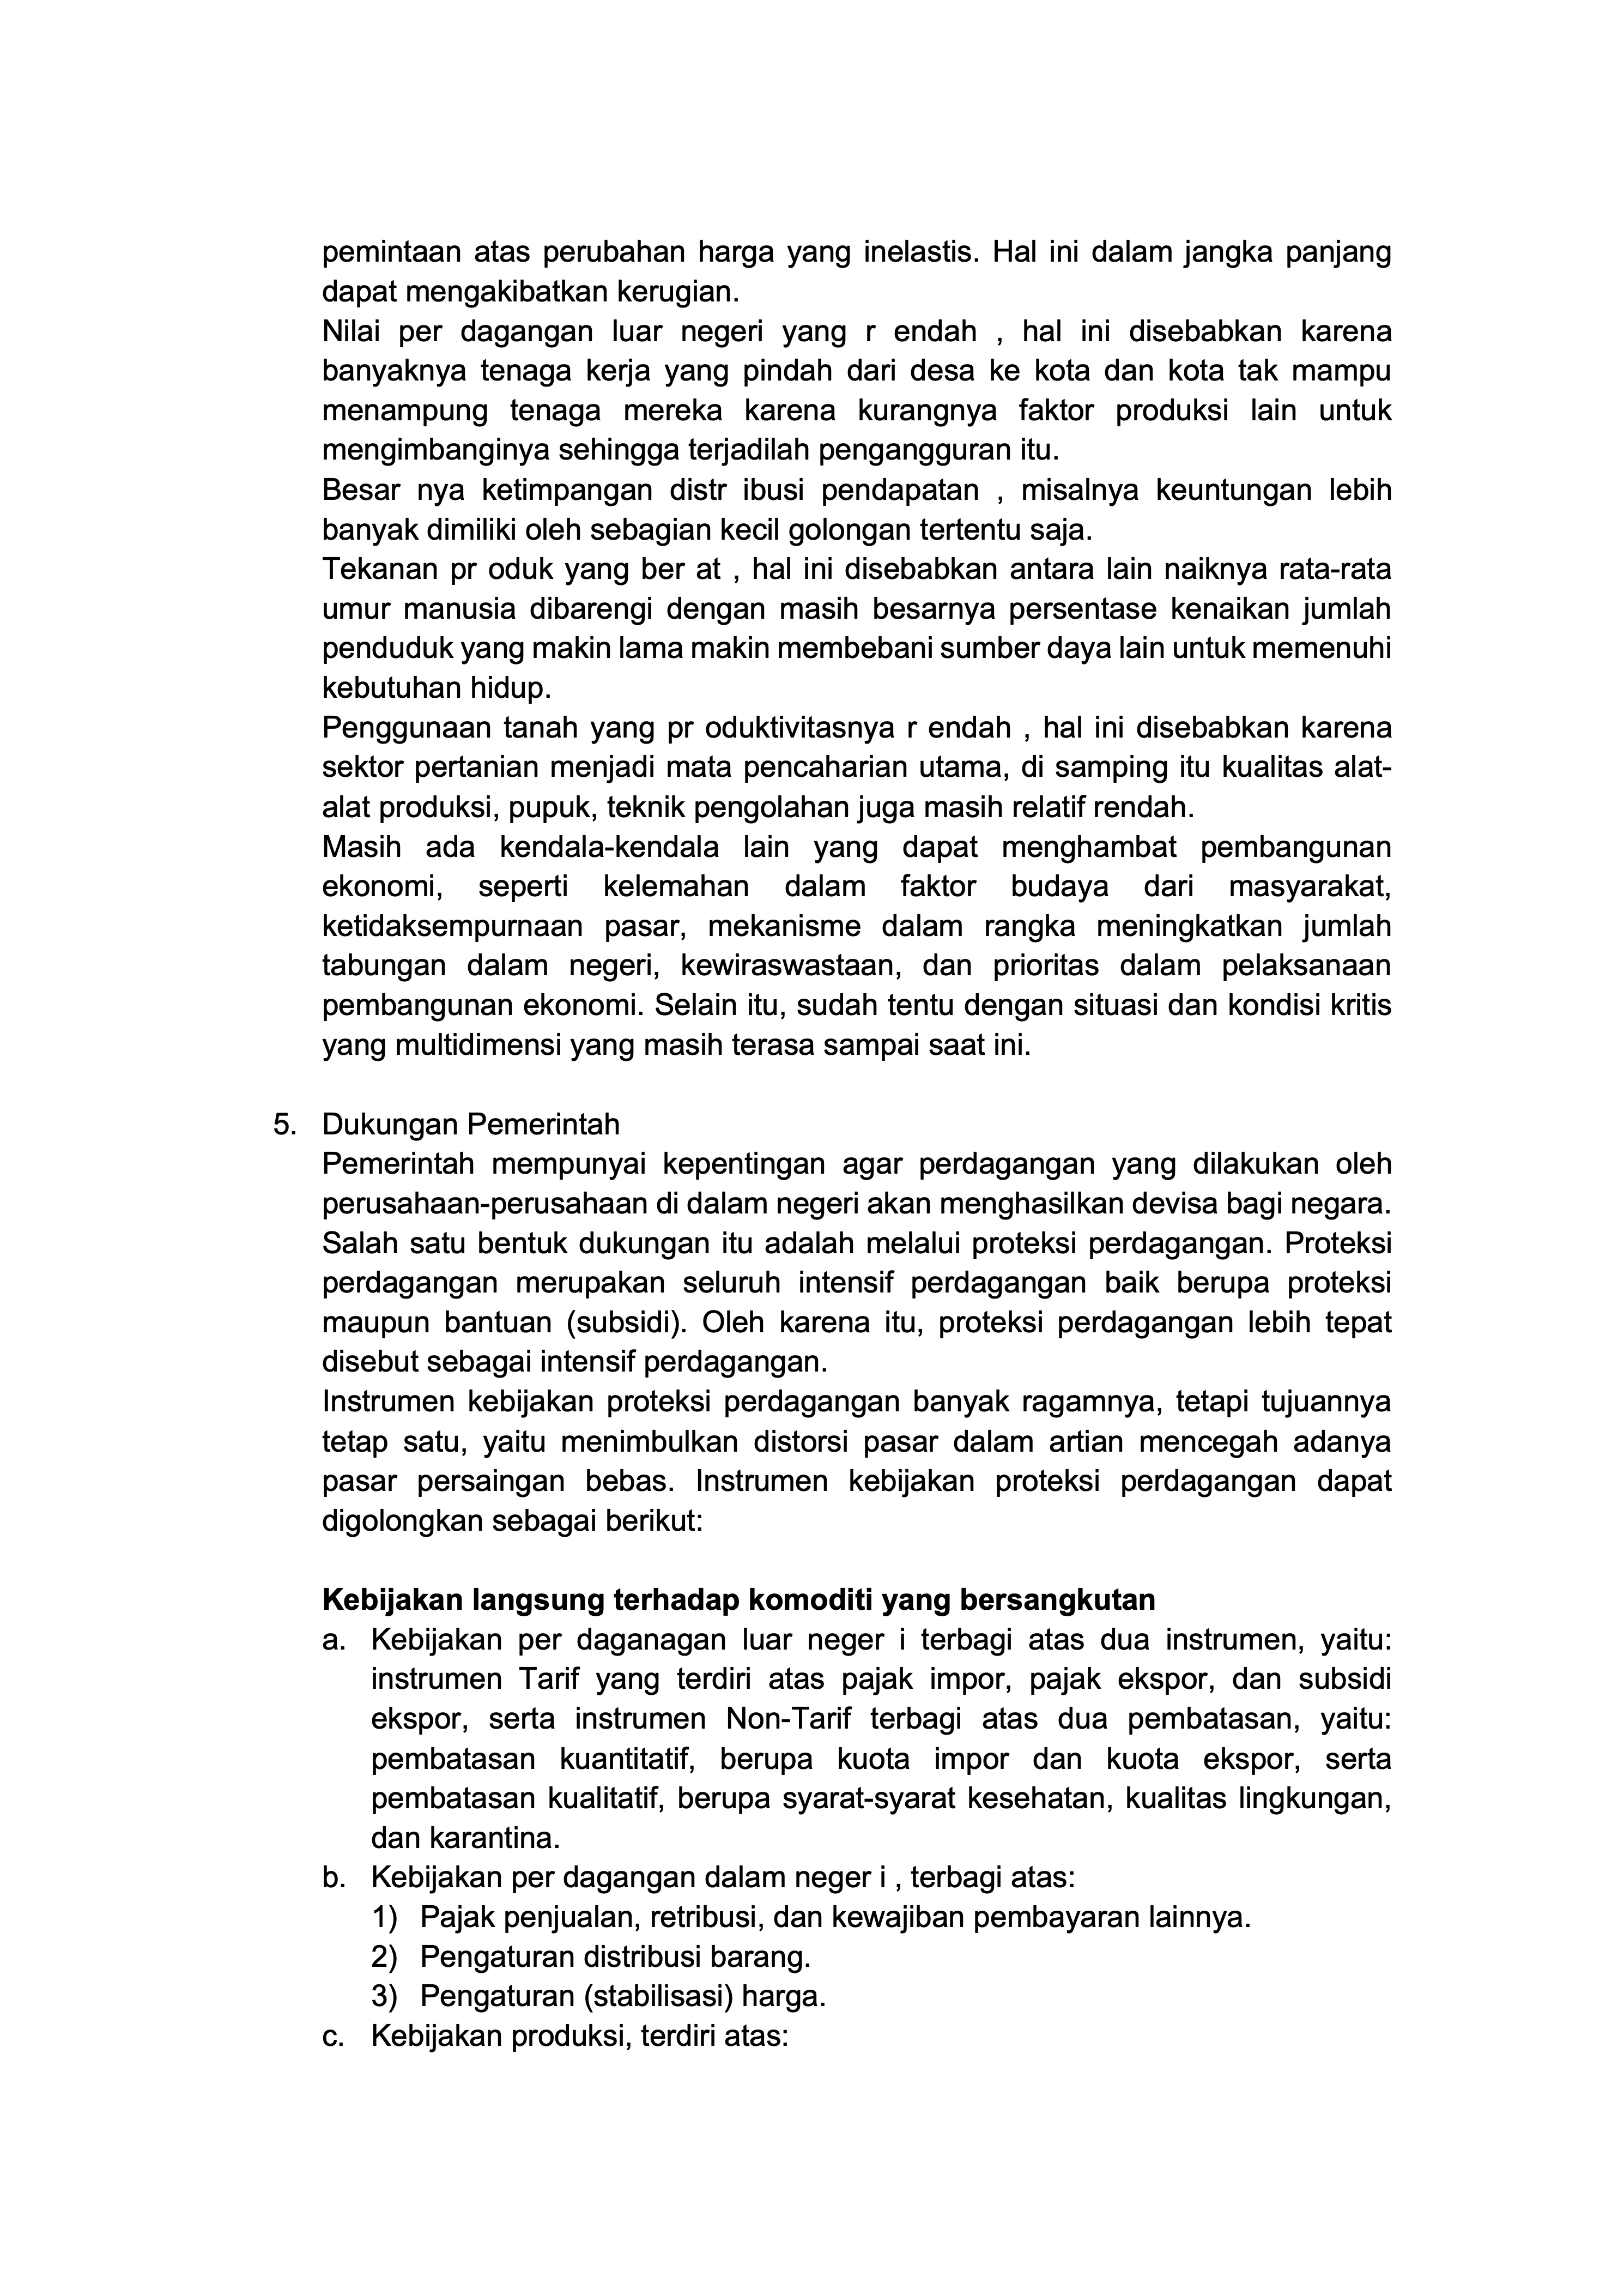 pemintaan atas perubahan harga yang inelastis. Hal ini dalam jangka panjang
dapat mengakibatkan kerugian.
Nilai per dagangan luar negeri yang r endah , hal ini disebabkan karena
banyaknya tenaga kerja yang pindah dari desa ke kota dan kota tak mampu
menampung tenaga mereka karena kurangnya faktor produksi lain untuk
mengimbanginya sehingga terjadilah pengangguran itu.
Besar nya ketimpangan distr ibusi pendapatan , misalnya keuntungan lebih
banyak dimiliki oleh sebagian kecil golongan tertentu saja.
Tekanan pr oduk yang ber at , hal ini disebabkan antara lain naiknya rata-rata
umur manusia dibarengi dengan masih besarnya persentase kenaikan jumlah
penduduk yang makin lama makin membebani sumber daya lain untuk memenuhi
kebutuhan hidup.
Penggunaan tanah yang pr oduktivitasnya r endah , hal ini disebabkan karena
sektor pertanian menjadi mata pencaharian utama, di samping itu kualitas alat-
alat produksi, pupuk, teknik pengolahan juga masih relatif rendah.
Masih ada kendala-kendala lain yang dapat menghambat pembangunan
ekonomi, seperti kelemahan dalam faktor budaya dari masyarakat,
ketidaksempurnaan pasar, mekanisme dalam rangka meningkatkan jumlah
tabungan dalam negeri, kewiraswastaan, dan prioritas dalam pelaksanaan
pembangunan ekonomi. Selain itu, sudah tentu dengan situasi dan kondisi kritis
yang multidimensi yang masih terasa sampai saat ini.
5. Dukungan Pemerintah
Pemerintah mempunyai kepentingan agar perdagangan yang dilakukan oleh
perusahaan-perusahaan di dalam negeri akan menghasilkan devisa bagi negara.
Salah satu bentuk dukungan itu adalah melalui proteksi perdagangan. Proteksi
perdagangan merupakan seluruh intensif perdagangan baik berupa proteksi
maupun bantuan (subsidi). Oleh karena itu, proteksi perdagangan lebih tepat
disebut sebagai intensif perdagangan.
Instrumen kebijakan proteksi perdagangan banyak ragamnya, tetapi tujuannya
tetap satu, yaitu menimbulkan distorsi pasar dalam artian mencegah adanya
pasar persaingan bebas. Instrumen kebijakan proteksi perdagangan dapat
digolongkan sebagai berikut:
Kebijakan langsung terhadap komoditi yang bersangkutan
a. Kebijakan per daganagan luar neger i terbagi atas dua instrumen, yaitu:
instrumen Tarif yang terdiri atas pajak impor, pajak ekspor, dan subsidi
ekspor, serta instrumen Non-Tarif terbagi atas dua pembatasan, yaitu:
pembatasan kuantitatif, berupa kuota impor dan kuota ekspor, serta
pembatasan kualitatif, berupa syarat-syarat kesehatan, kualitas lingkungan,
dan karantina.
b. Kebijakan per dagangan dalam neger i , terbagi atas:
1) Pajak penjualan, retribusi, dan kewajiban pembayaran lainnya.
2) Pengaturan distribusi barang.
3) Pengaturan (stabilisasi) harga.
c. Kebijakan produksi, terdiri atas: